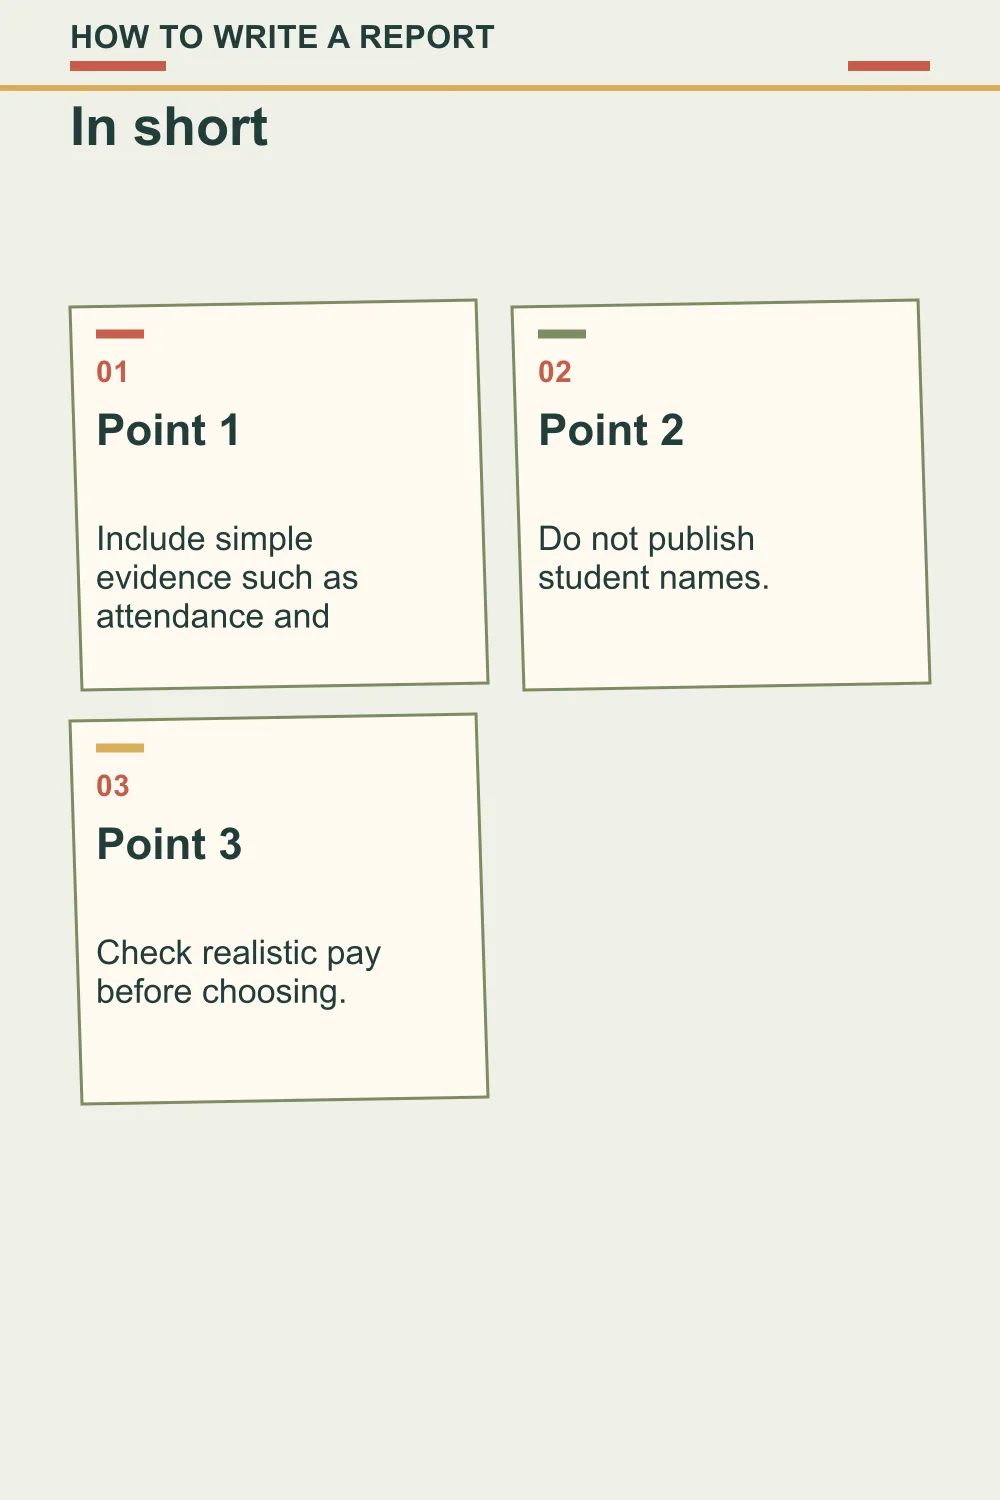 HOW TO WRITE A REPORT
In short
01
Point 1
Include simple
evidence such as
attendance and
02
Point 2
Do not publish
student names.
03
Point 3
Check realistic pay
before choosing.